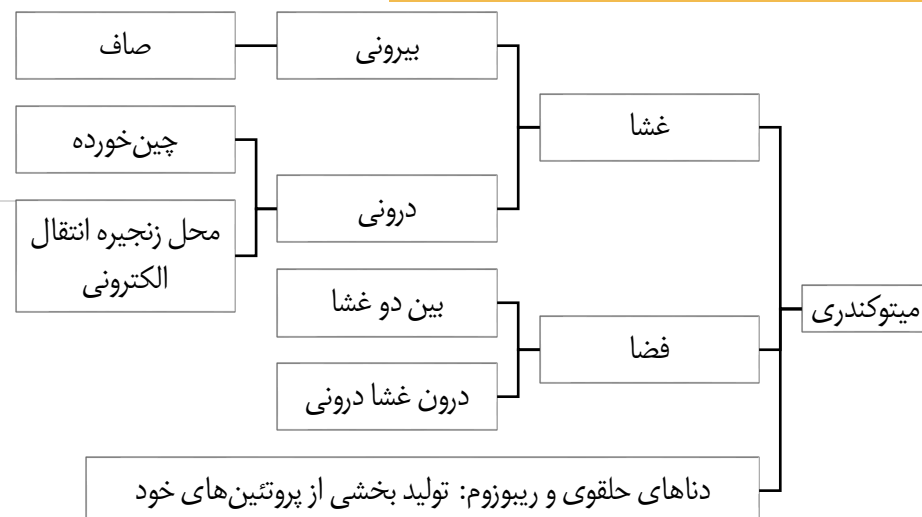 میتوکندری
غشا
بیرونی
صاف
درونی
چین‌خورده
محل زنجیره انتقال
الکترونی
فضا
بین دو غشا
درون غشا درونی
دناهای حلقوی و ریبوزوم: تولید بخشی از پروتئین‌های خود